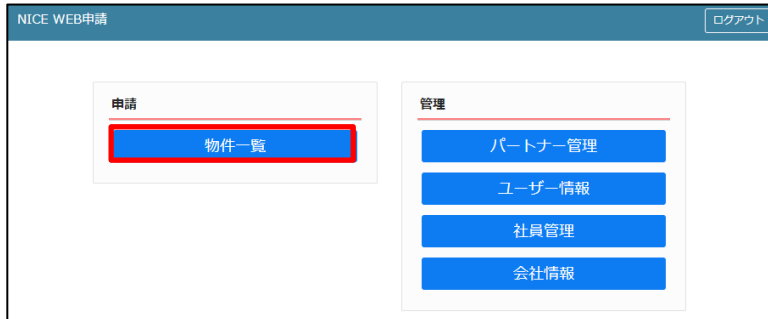 NICE WEB申請
ログアウト
申請
物件一覧
管理
パートナー管理
ユーザー情報
社員管理
会社情報